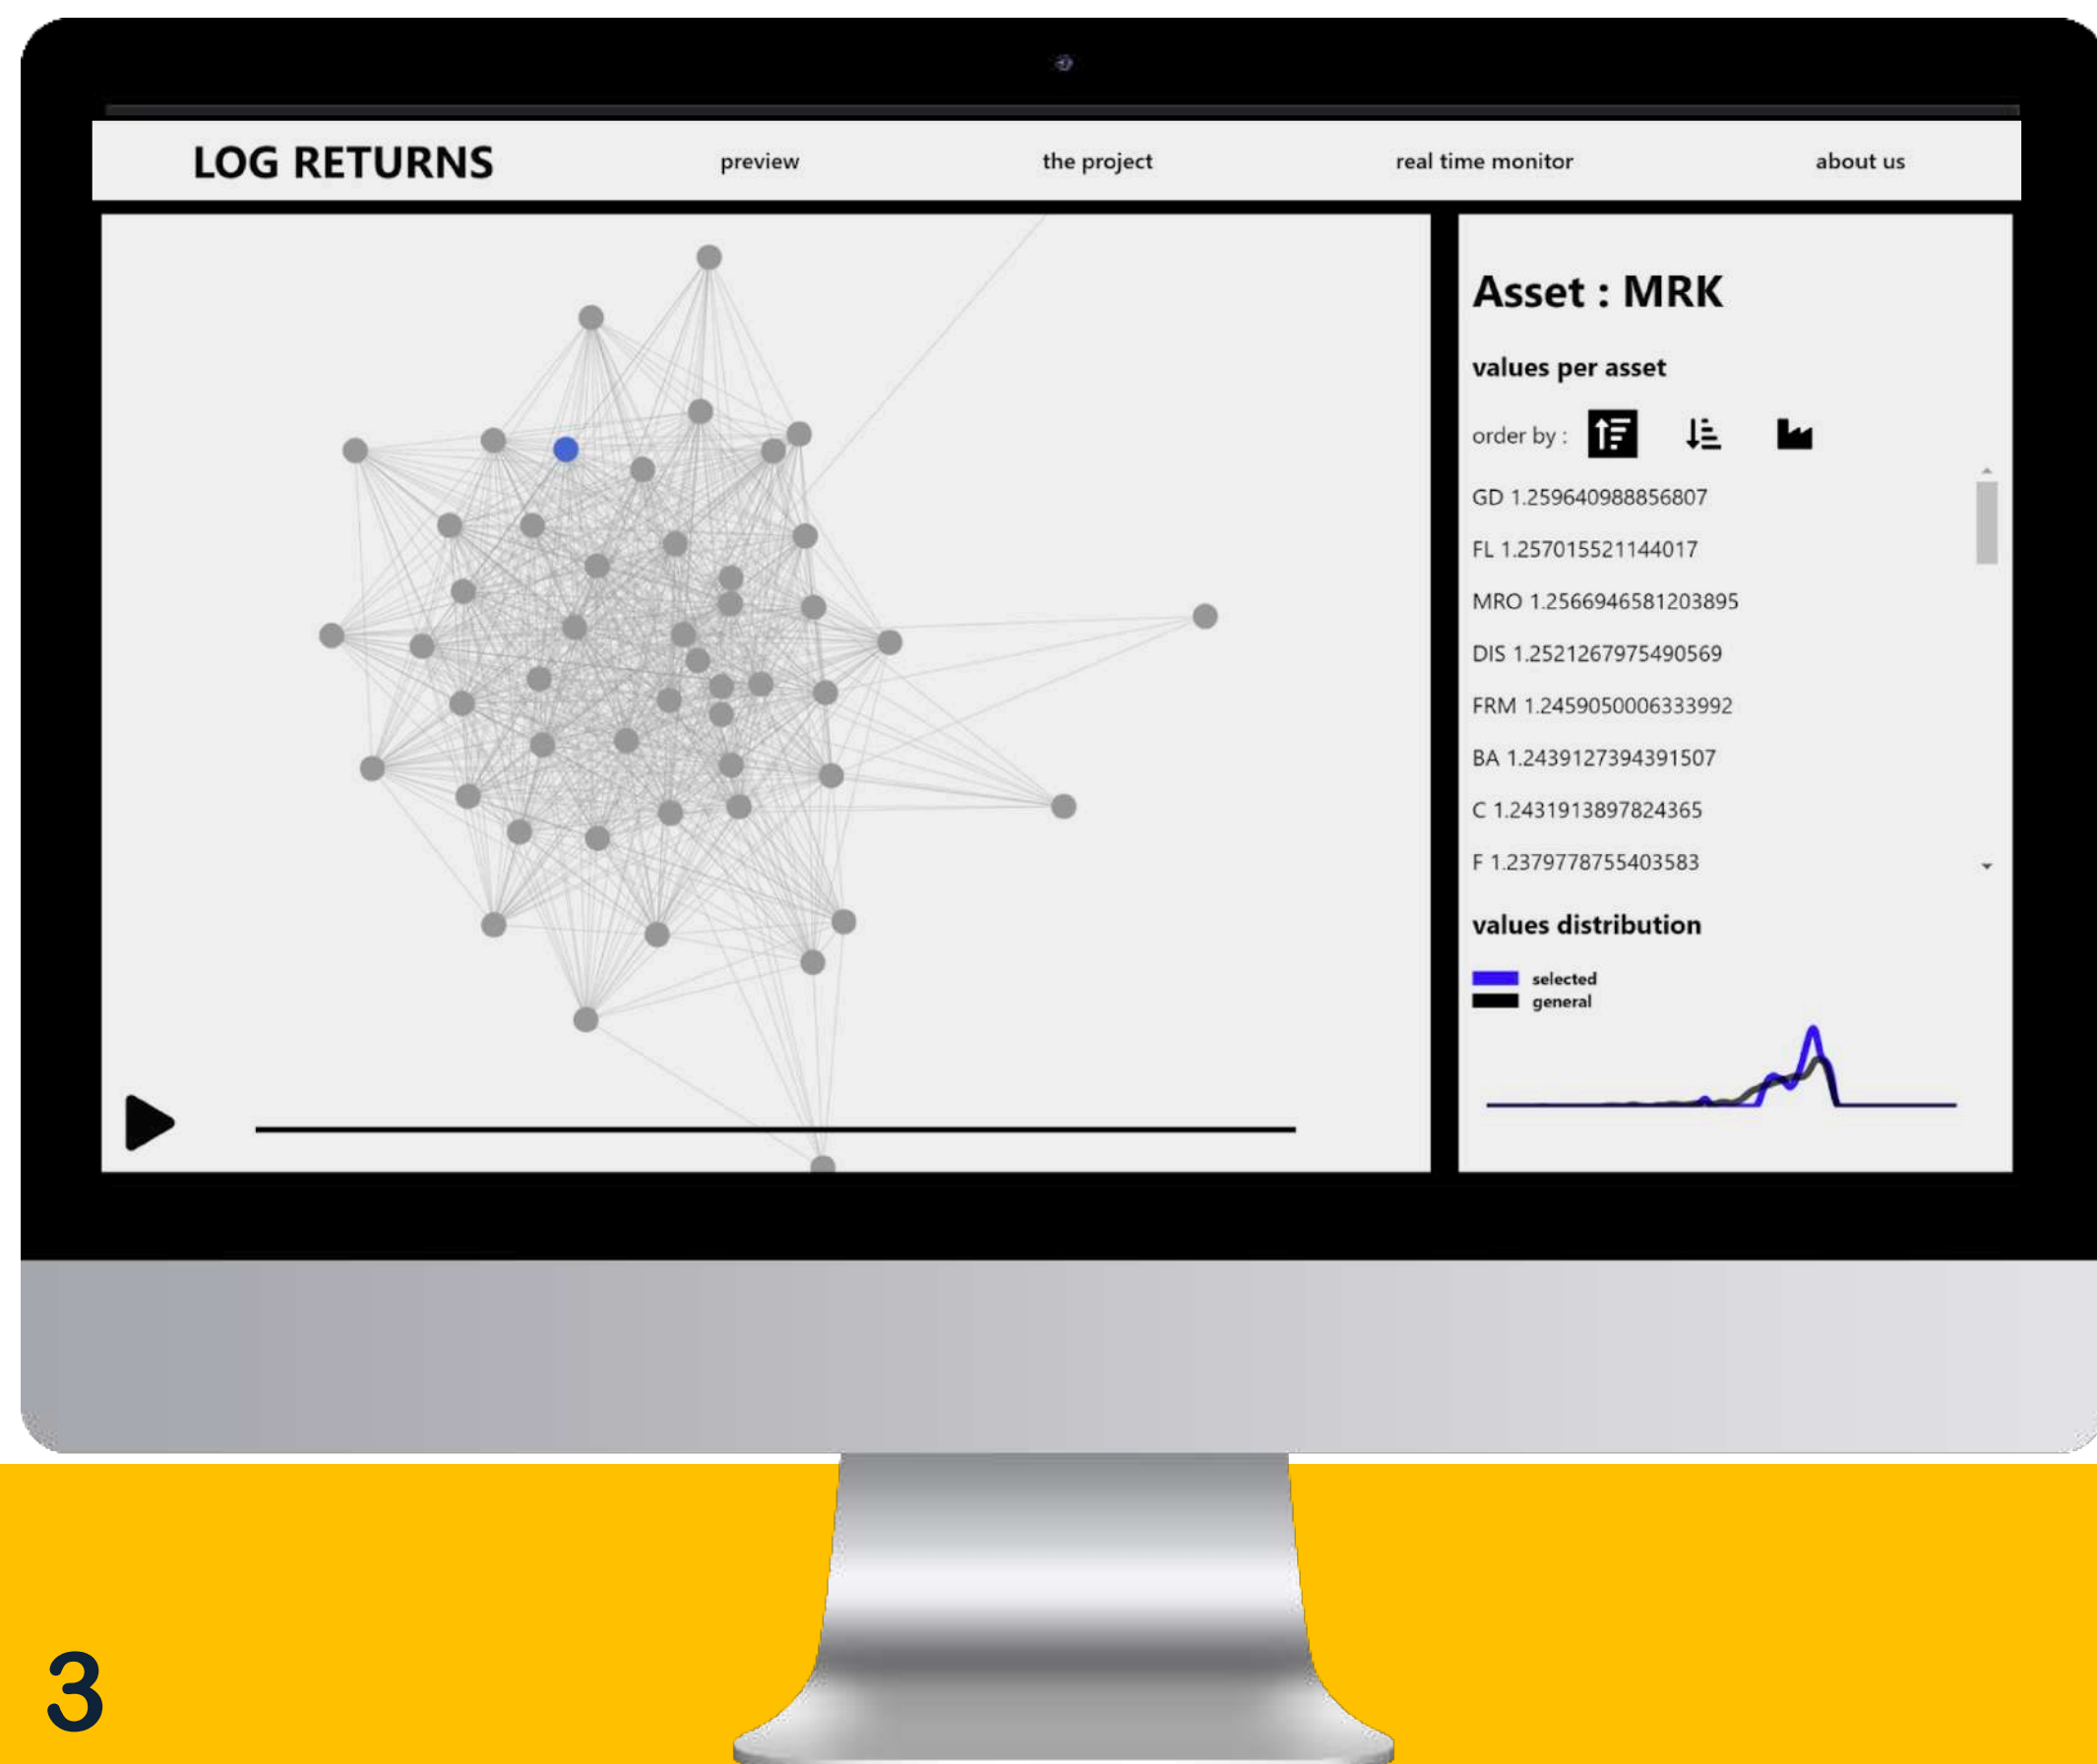 LOG RETURNS preview the project real time monitor about us
Asset : MRK
values per asset
order by :
GD 1.259640988856807
FL 1.257015521144017
MRO 1.2566946581203895
DIS 1.2521267975490569
FRM 1.2459050006333992
BA 1.2439127394391507
C 1.2431913897824365
F 1.2379778755403583
values distribution
selected
general
3